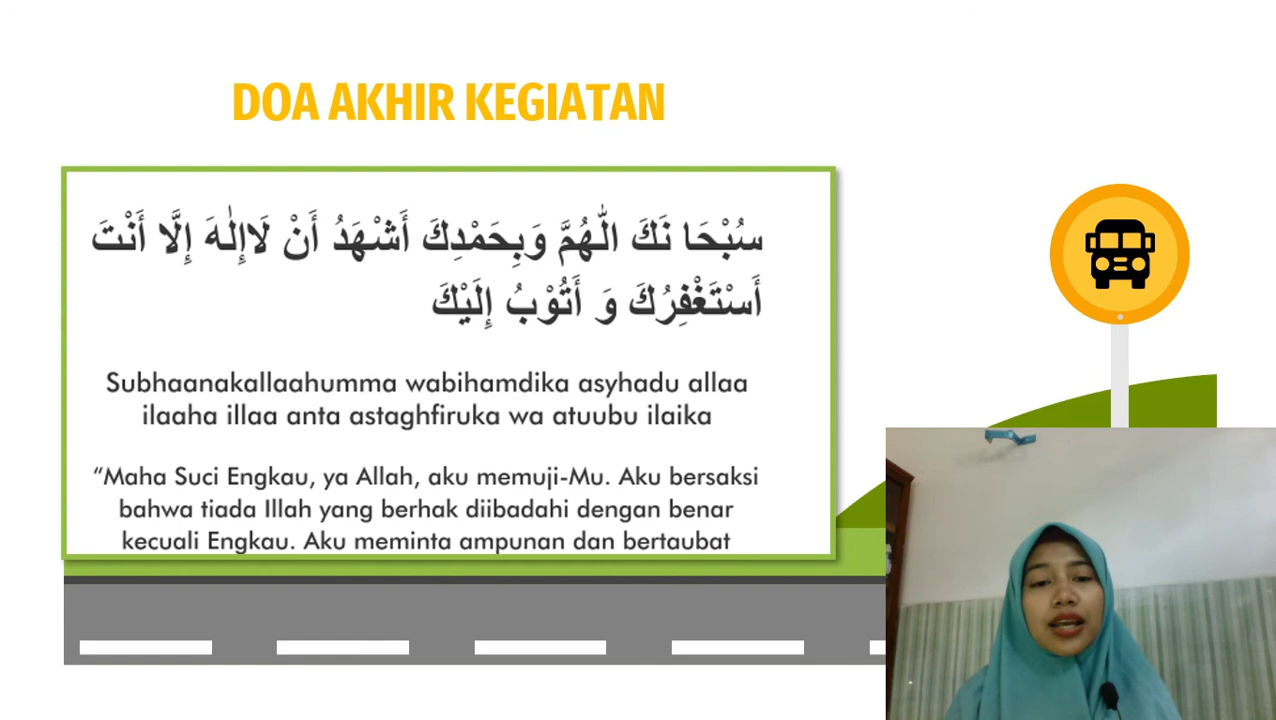 DOA AKHIR KEGIATAN
سُبْحَا نَكَ اللّٰهُمَّ وَبِحَمْدِكَ أَشْهَدُ أَنْ لَاإِلٰهَ إِلَّا أَنْتَ
أَسْتَغْفِرُكَ وَ أَتُوْبُ إِلَيْكَ
Subhaanakallaahumma wabihamdika asyhadu allaa
ilaaha illaa anta astaghfiruka wa atuubu ilaika
“Maha Suci Engkau, ya Allah, aku memuji-Mu. Aku bersaksi
bahwa tiada Illah yang berhak diibadahi dengan benar
kecuali Engkau. Aku meminta ampunan dan bertaubat